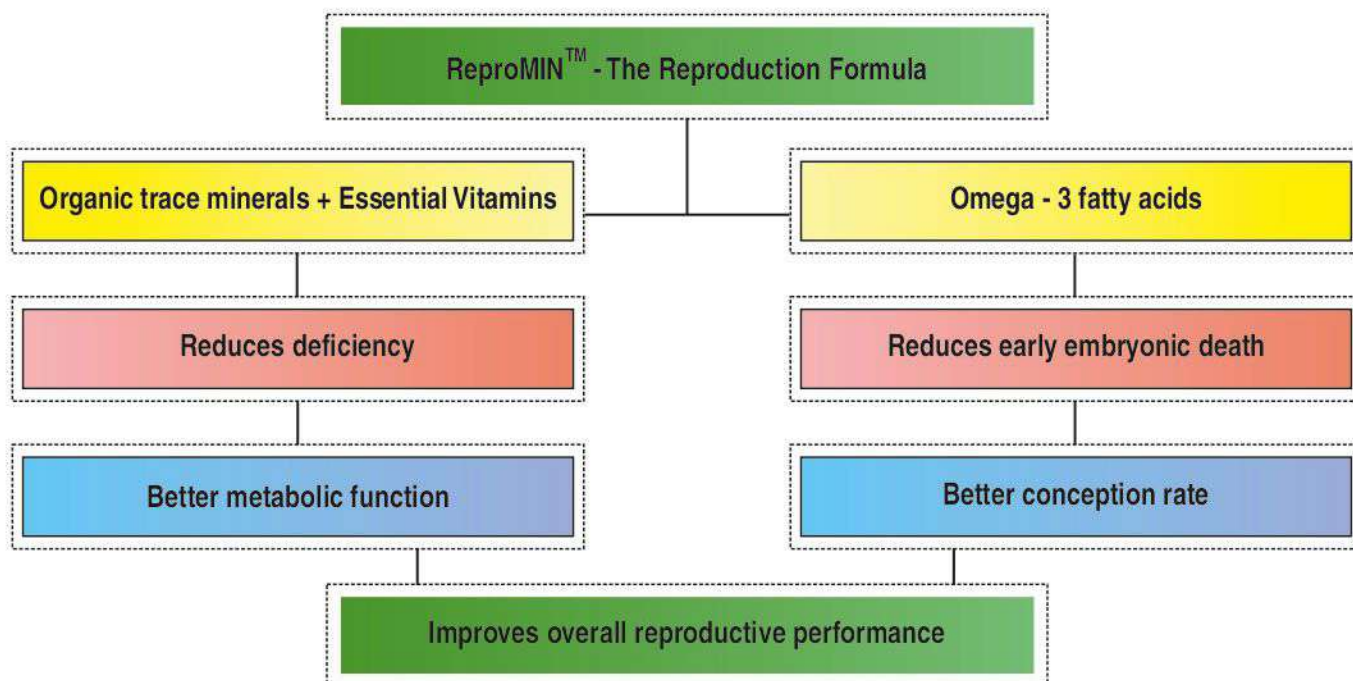 ReproMIN™ - The Reproduction Formula
Organic trace minerals + Essential Vitamins
Omega - 3 fatty acids
Reduces deficiency
Reduces early embryonic death
Better metabolic function
Better conception rate
Improves overall reproductive performance